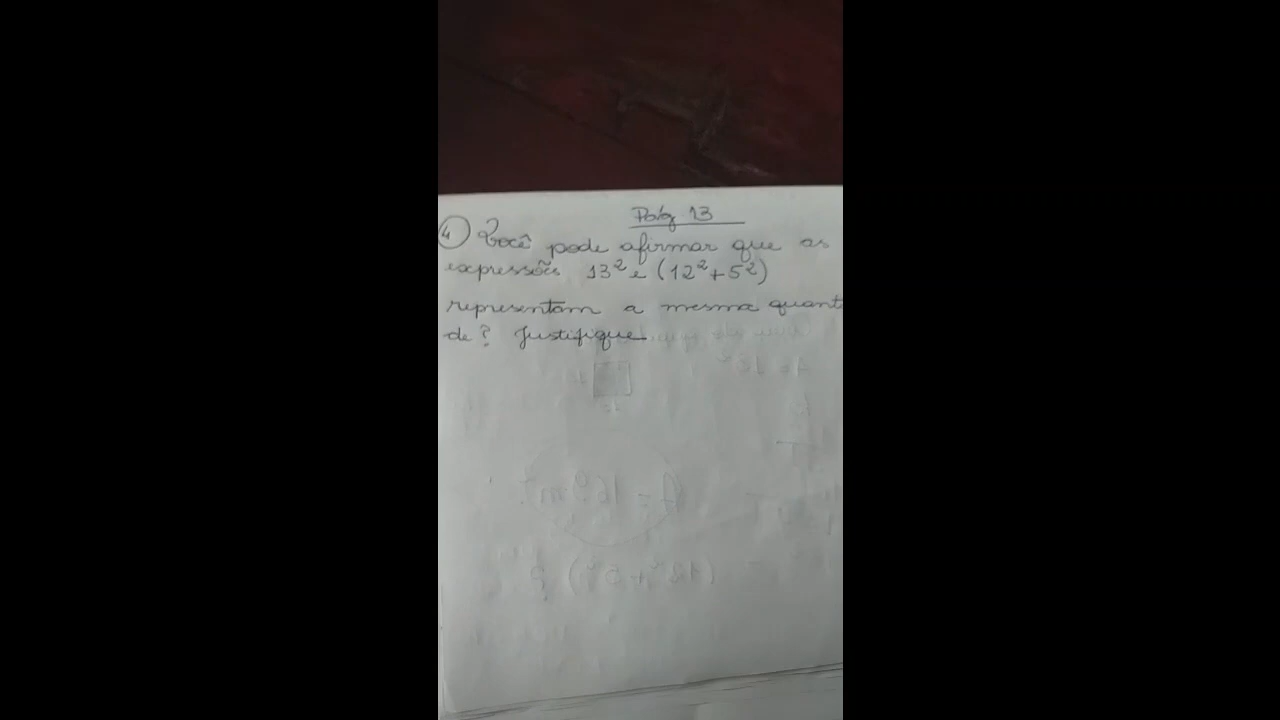 Pág 13
4 Você pode afirmar que as
expressões 13² e (12² + 5²)
representam a mesma quant
de? Justifique